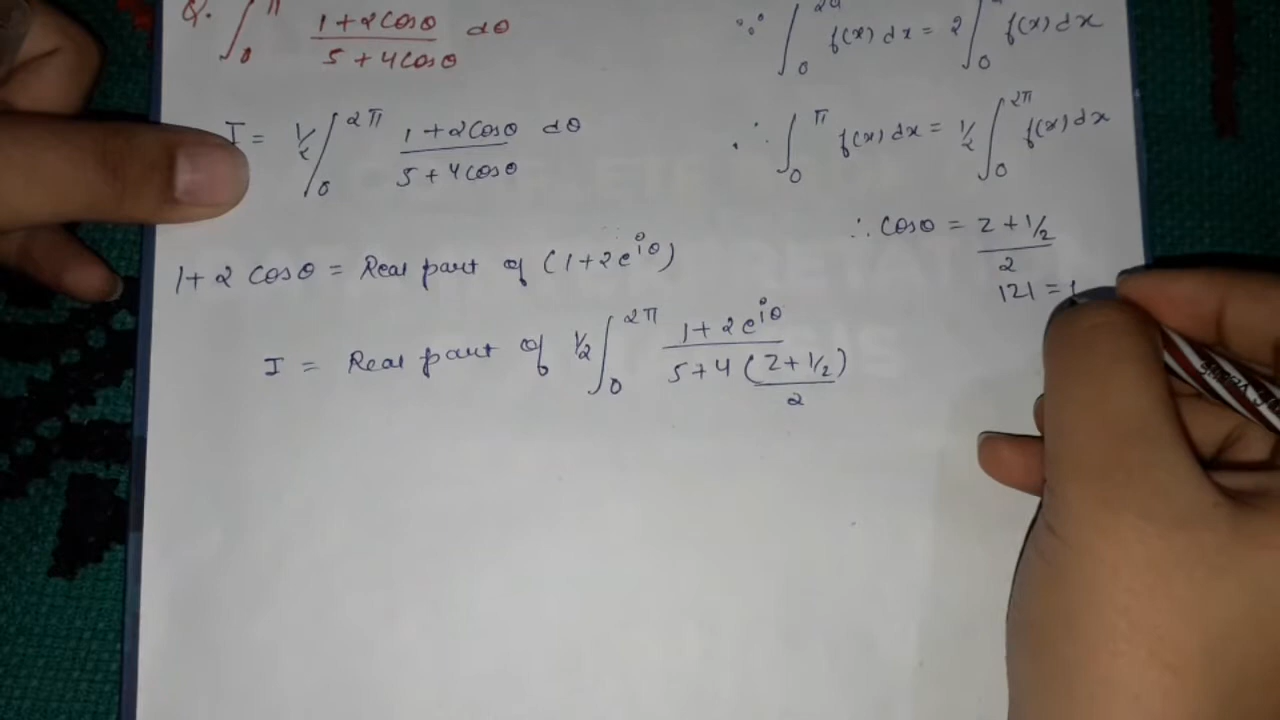 Q. ∫₀^π (1+2cosθ)/(5+4cosθ) dθ
∵ ∫₀^2a f(x)dx = 2∫₀ f(x)dx
I = ½∫₀^2π (1+2cosθ)/(5+4cosθ) dθ
∴ ∫₀^π f(x)dx = ½∫₀^2π f(x)dx
∴ cosθ = (z+1/z)/2
|z| = 1
1+2cosθ = Real part of (1+2e^iθ)
I = Real part of ½∫₀^2π (1+2e^iθ)/(5+4((z+1/z)/2))